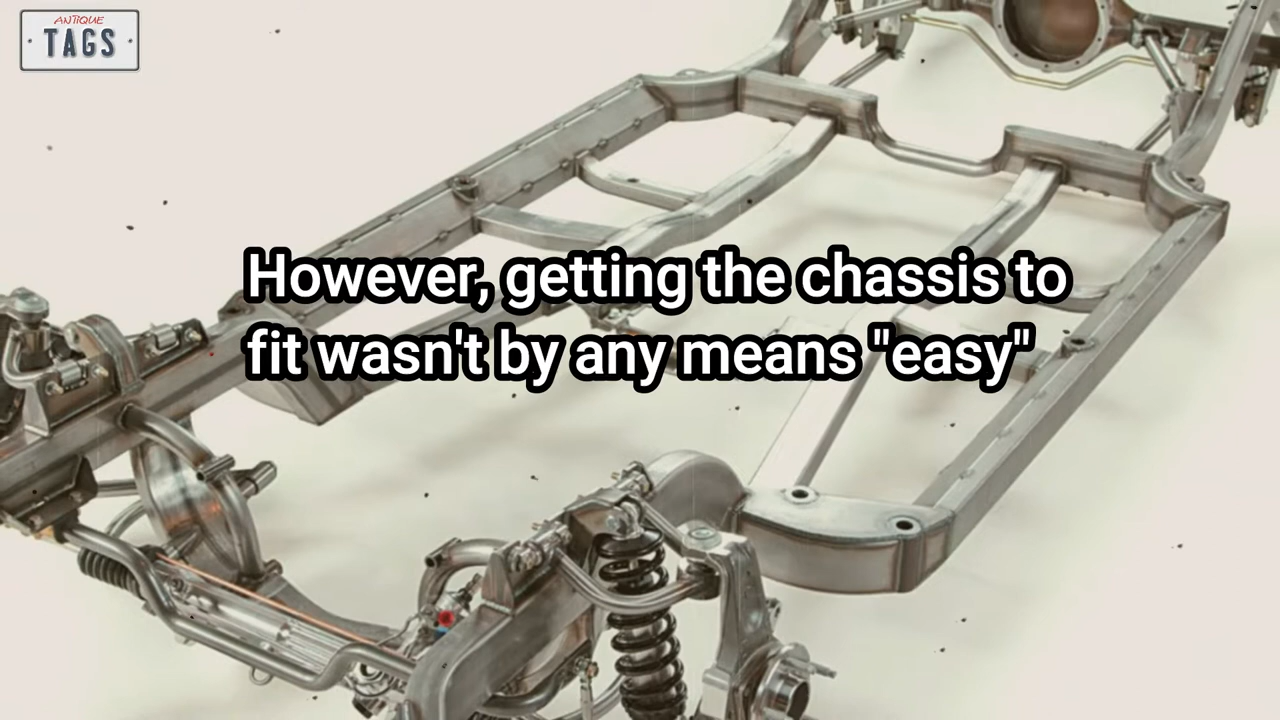 ANTIQUE
TAGS
However, getting the chassis to
fit wasn't by any means "easy"